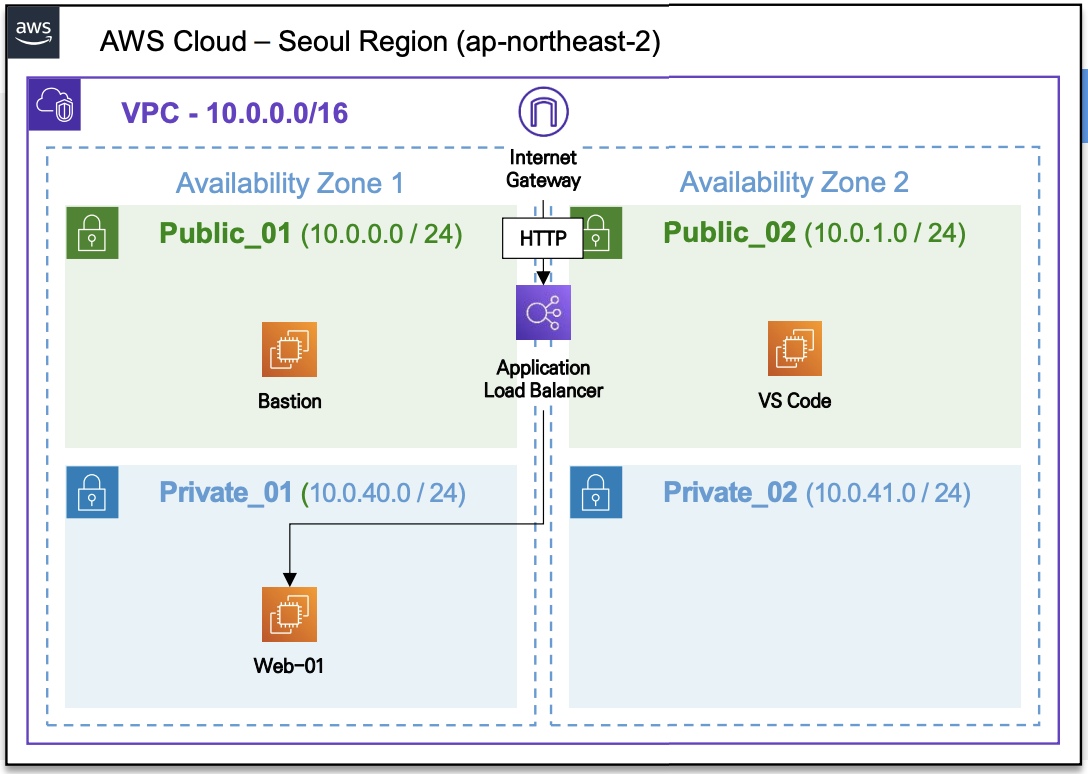 aws
AWS Cloud – Seoul Region (ap-northeast-2)
VPC - 10.0.0.0/16
Internet
Gateway
Availability Zone 1
Availability Zone 2
Public_01 (10.0.0.0 / 24)
HTTP
Public_02 (10.0.1.0 / 24)
Bastion
Application
Load Balancer
VS Code
Private_01 (10.0.40.0 / 24)
Private_02 (10.0.41.0 / 24)
Web-01